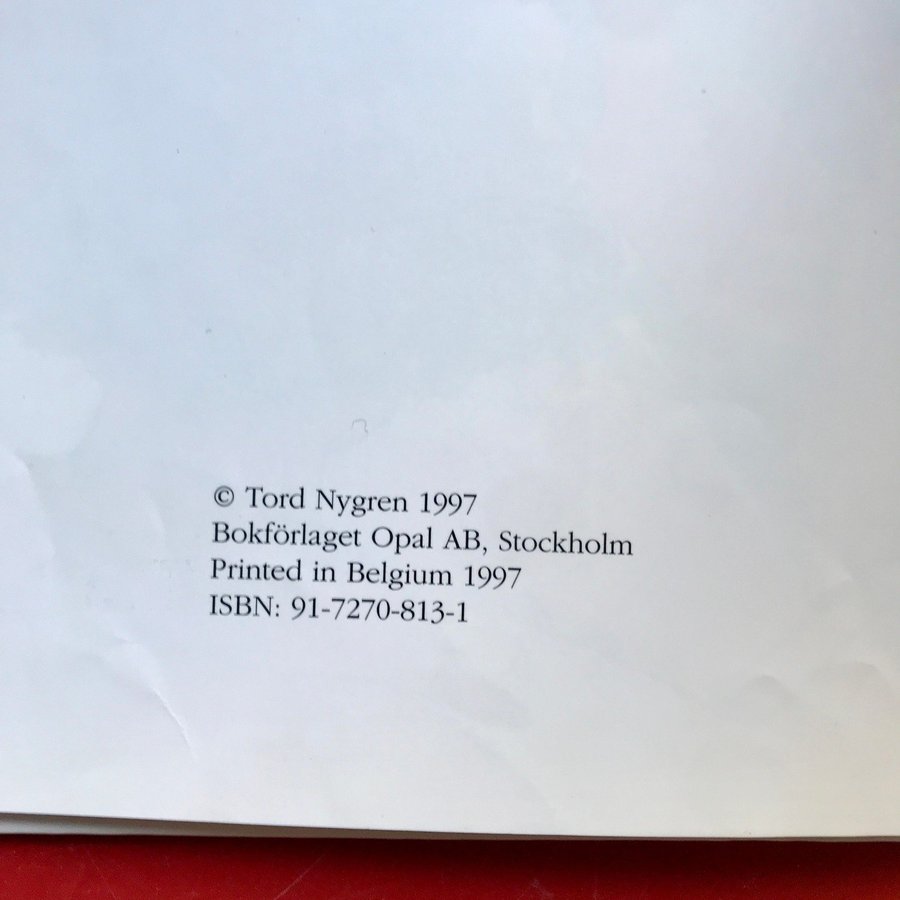 © Tord Nygren 1997
Bokförlaget Opal AB, Stockholm
Printed in Belgium 1997
ISBN: 91-7270-813-1